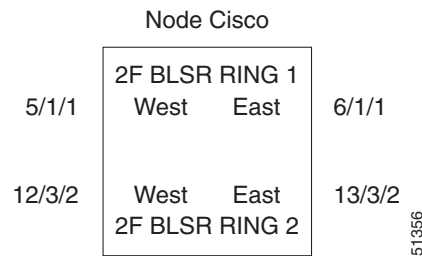 Node Cisco
2F BLSR RING 1
5/1/1 West East 6/1/1
12/3/2 West East 13/3/2
2F BLSR RING 2
51356